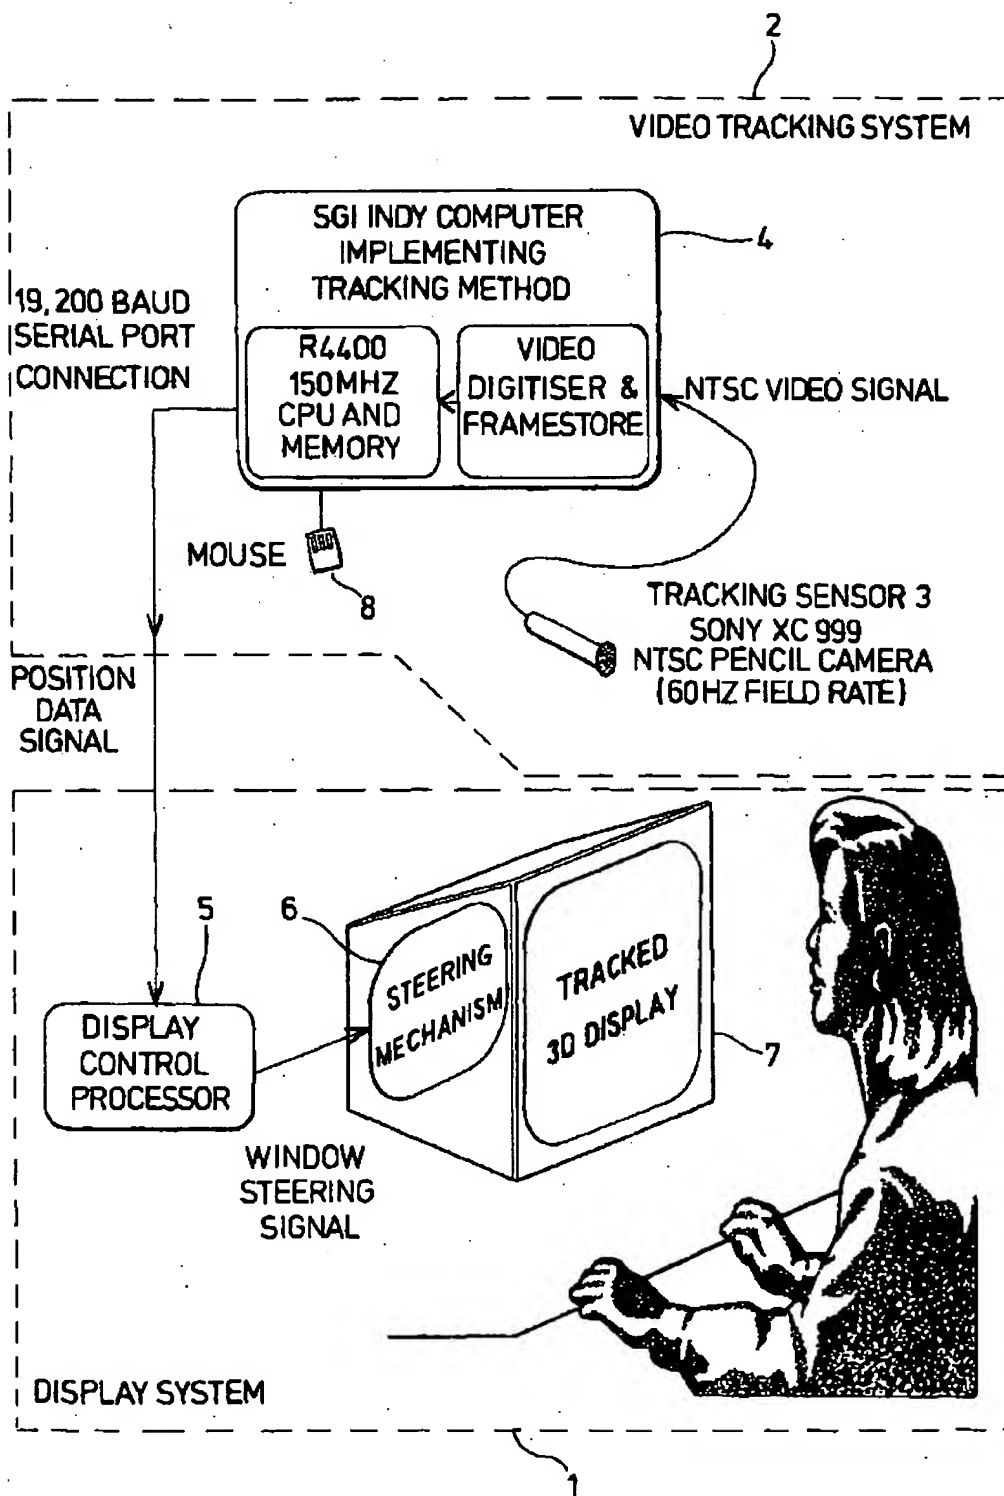 2
VIDEO TRACKING SYSTEM
SGI INDY COMPUTER
IMPLEMENTING
TRACKING METHOD
4
19,200 BAUD
SERIAL PORT
CONNECTION
R4400
150MHZ
CPU AND
MEMORY
VIDEO
DIGITISER &
FRAMESTORE
NTSC VIDEO SIGNAL
MOUSE
8
TRACKING SENSOR 3
SONY XC 999
NTSC PENCIL CAMERA
(60HZ FIELD RATE)
POSITION
DATA
SIGNAL
5
6
STEERING
MECHANISM
TRACKED
3D DISPLAY
7
DISPLAY
CONTROL
PROCESSOR
WINDOW
STEERING
SIGNAL
DISPLAY SYSTEM
1